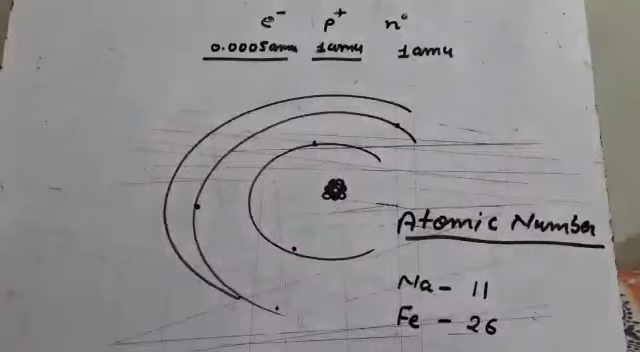 e⁻ p⁺ n°
0.0005amu 1amu 1amu
Atomic Number
Na - 11
Fe - 26